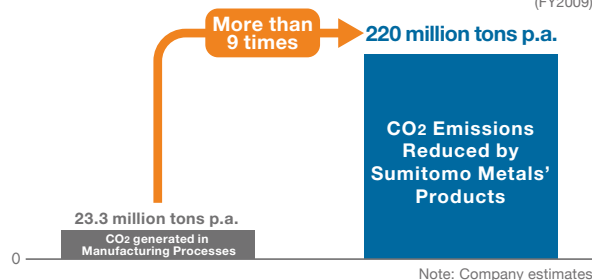 (FY2009)
More than
9 times
220 million tons p.a.
CO2 Emissions
Reduced by
Sumitomo Metals'
Products
23.3 million tons p.a.
CO2 generated in
Manufacturing Processes
0
Note: Company estimates